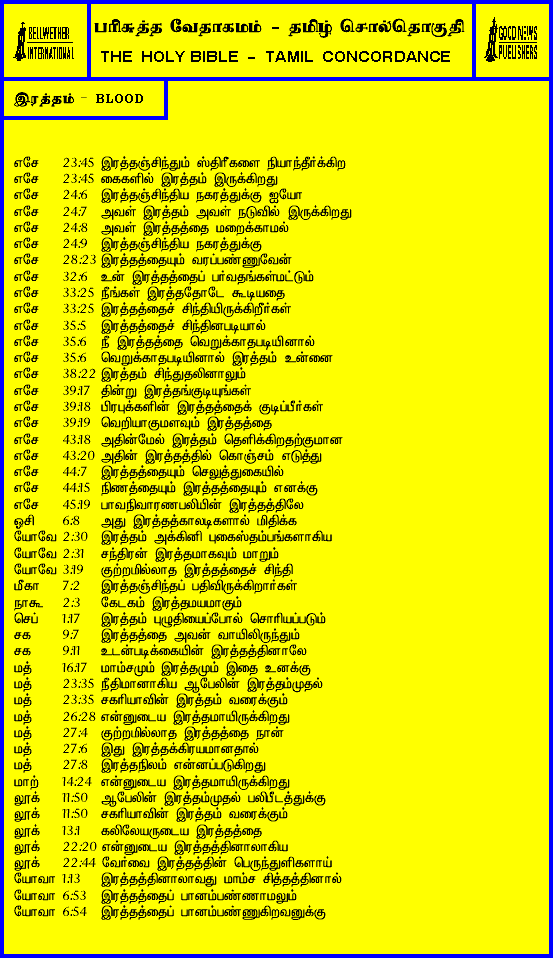 BELLWETHER
INTERNATIONAL
பரிசுத்த வேதாகமம் - தமிழ் சொல்தொகுதி
THE HOLY BIBLE - TAMIL CONCORDANCE
GOOD NEWS
PUBLISHERS
இரத்தம் - BLOOD
எசே 23:45 இரத்தஞ்சிந்தும் ஸ்திரீகளை நியாந்தீர்க்கிற
எசே 23:45 கைகளில் இரத்தம் இருக்கிறது
எசே 24:6 இரத்தஞ்சிந்திய நகரத்துக்கு ஐயோ
எசே 24:7 அவள் இரத்தம் அவள் நடுவில் இருக்கிறது
எசே 24:8 அவள் இரத்தத்தை மறைக்காமல்
எசே 24:9 இரத்தஞ்சிந்திய நகரத்துக்கு
எசே 28:23 இரத்தத்தையும் வரப்பண்ணுவேன்
எசே 32:6 உன் இரத்தத்தைப் பர்வதங்கள்மட்டும்
எசே 33:25 நீங்கள் இரத்ததோடே கூடியதை
எசே 33:25 இரத்தத்தைச் சிந்தியிருக்கிறீர்கள்
எசே 35:5 இரத்தத்தைச் சிந்தினபடியால்
எசே 35:6 நீ இரத்தத்தை வெறுக்காதபடியினால்
எசே 35:6 வெறுக்காதபடியினால் இரத்தம் உன்னை
எசே 38:22 இரத்தம் சிந்துதலினாலும்
எசே 39:17 தின்று இரத்தங்குடியுங்கள்
எசே 39:18 பிரபுக்களின் இரத்தத்தைக் குடிப்பீர்கள்
எசே 39:19 வெறியாகுமளவும் இரத்தத்தை
எசே 43:18 அதின்மேல் இரத்தம் தெளிக்கிறதற்குமான
எசே 43:20 அதின் இரத்தத்தில் கொஞ்சம் எடுத்து
எசே 44:7 இரத்தத்தையும் செலுத்துகையில்
எசே 44:15 நிணத்தையும் இரத்தத்தையும் எனக்கு
எசே 45:19 பாவநிவாரணபலியின் இரத்தத்திலே
ஓசி 6:8 அது இரத்தக்காலடிகளால் மிதிக்க
யோவே 2:30 இரத்தம் அக்கினி புகைஸ்தம்பங்களாகிய
யோவே 2:31 சந்திரன் இரத்தமாகவும் மாறும்
யோவே 3:19 குற்றமில்லாத இரத்தத்தைச் சிந்தி
மீகா 7:2 இரத்தஞ்சிந்தப் பதிவிருக்கிறார்கள்
நாகூ 2:3 கேடகம் இரத்தமயமாகும்
செப் 1:17 இரத்தம் புழுதியைப்போல் சொரியப்படும்
சக 9:7 இரத்தத்தை அவன் வாயிலிருந்தும்
சக 9:11 உடன்படிக்கையின் இரத்தத்தினாலே
மத் 16:17 மாம்சமும் இரத்தமும் இதை உனக்கு
மத் 23:35 நீதிமானாகிய ஆபேலின் இரத்தம்முதல்
மத் 23:35 சகரியாவின் இரத்தம் வரைக்கும்
மத் 26:28 என்னுடைய இரத்தமாயிருக்கிறது
மத் 27:4 குற்றமில்லாத இரத்தத்தை நான்
மத் 27:6 இது இரத்தக்கிரயமானதால்
மத் 27:8 இரத்தநிலம் என்னப்படுகிறது
மாற் 14:24 என்னுடைய இரத்தமாயிருக்கிறது
லூக் 11:50 ஆபேலின் இரத்தம்முதல் பலிபீடத்துக்கு
லூக் 11:50 சகரியாவின் இரத்தம் வரைக்கும்
லூக் 13:1 கலிலேயருடைய இரத்தத்தை
லூக் 22:20 என்னுடைய இரத்தத்தினாலாகிய
லூக் 22:44 வேர்வை இரத்தத்தின் பெருந்துளிகளாய்
யோவா 1:13 இரத்தத்தினாலாவது மாம்ச சித்தத்தினால்
யோவா 6:53 இரத்தத்தைப் பானம்பண்ணாமலும்
யோவா 6:54 இரத்தத்தைப் பானம்பண்ணுகிறவனுக்கு